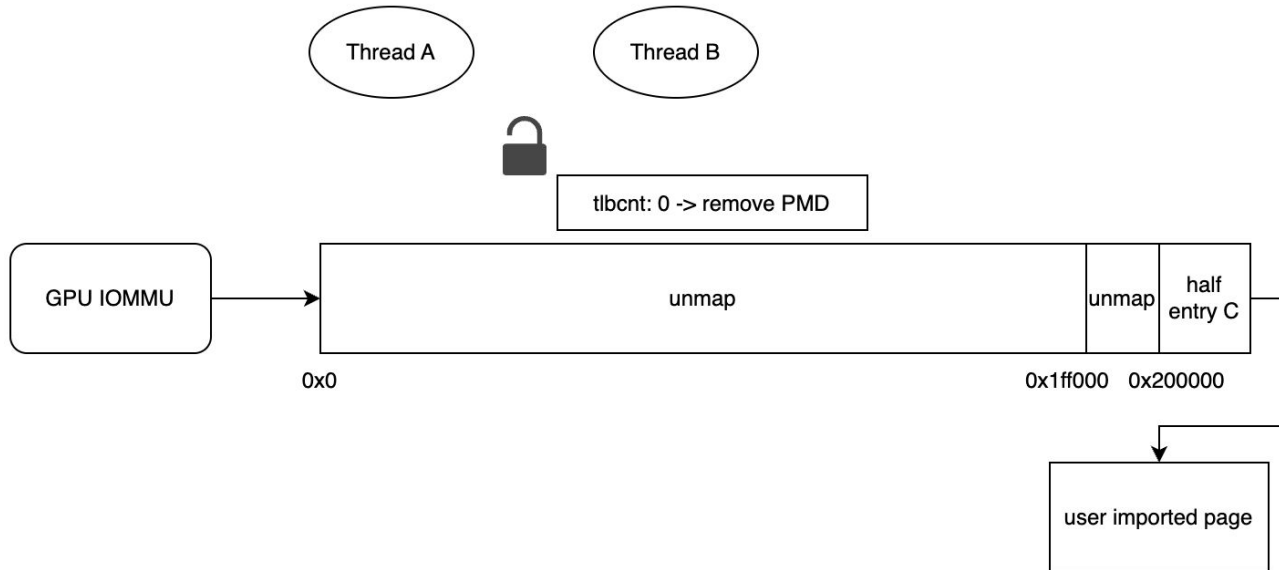 Thread A
Thread B
tlbcnt: 0 -> remove PMD
GPU IOMMU
unmap
unmap
half
entry C
0x0
0x1ff000
0x200000
user imported page